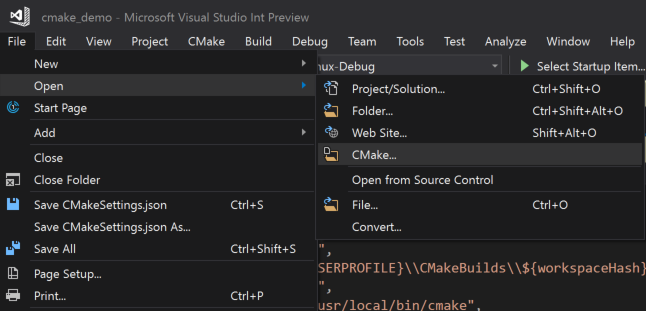 cmake_demo - Microsoft Visual Studio Int Preview
File Edit View Project CMake Build Debug Team Tools Test Analyze Window Help
nux-Debug Select Startup Item...
New
Open
Start Page
Add
Close
Close Folder
Save CMakeSettings.json Ctrl+S
Save CMakeSettings.json As...
Save All Ctrl+Shift+S
Page Setup...
Print... Ctrl+P
Project/Solution... Ctrl+Shift+O
Folder... Ctrl+Shift+Alt+O
Web Site... Shift+Alt+O
CMake...
Open from Source Control
File... Ctrl+O
Convert...
",
SERPROFILE}\\CMakeBuilds\\${workspaceHash}
",
usr/local/bin/cmake",